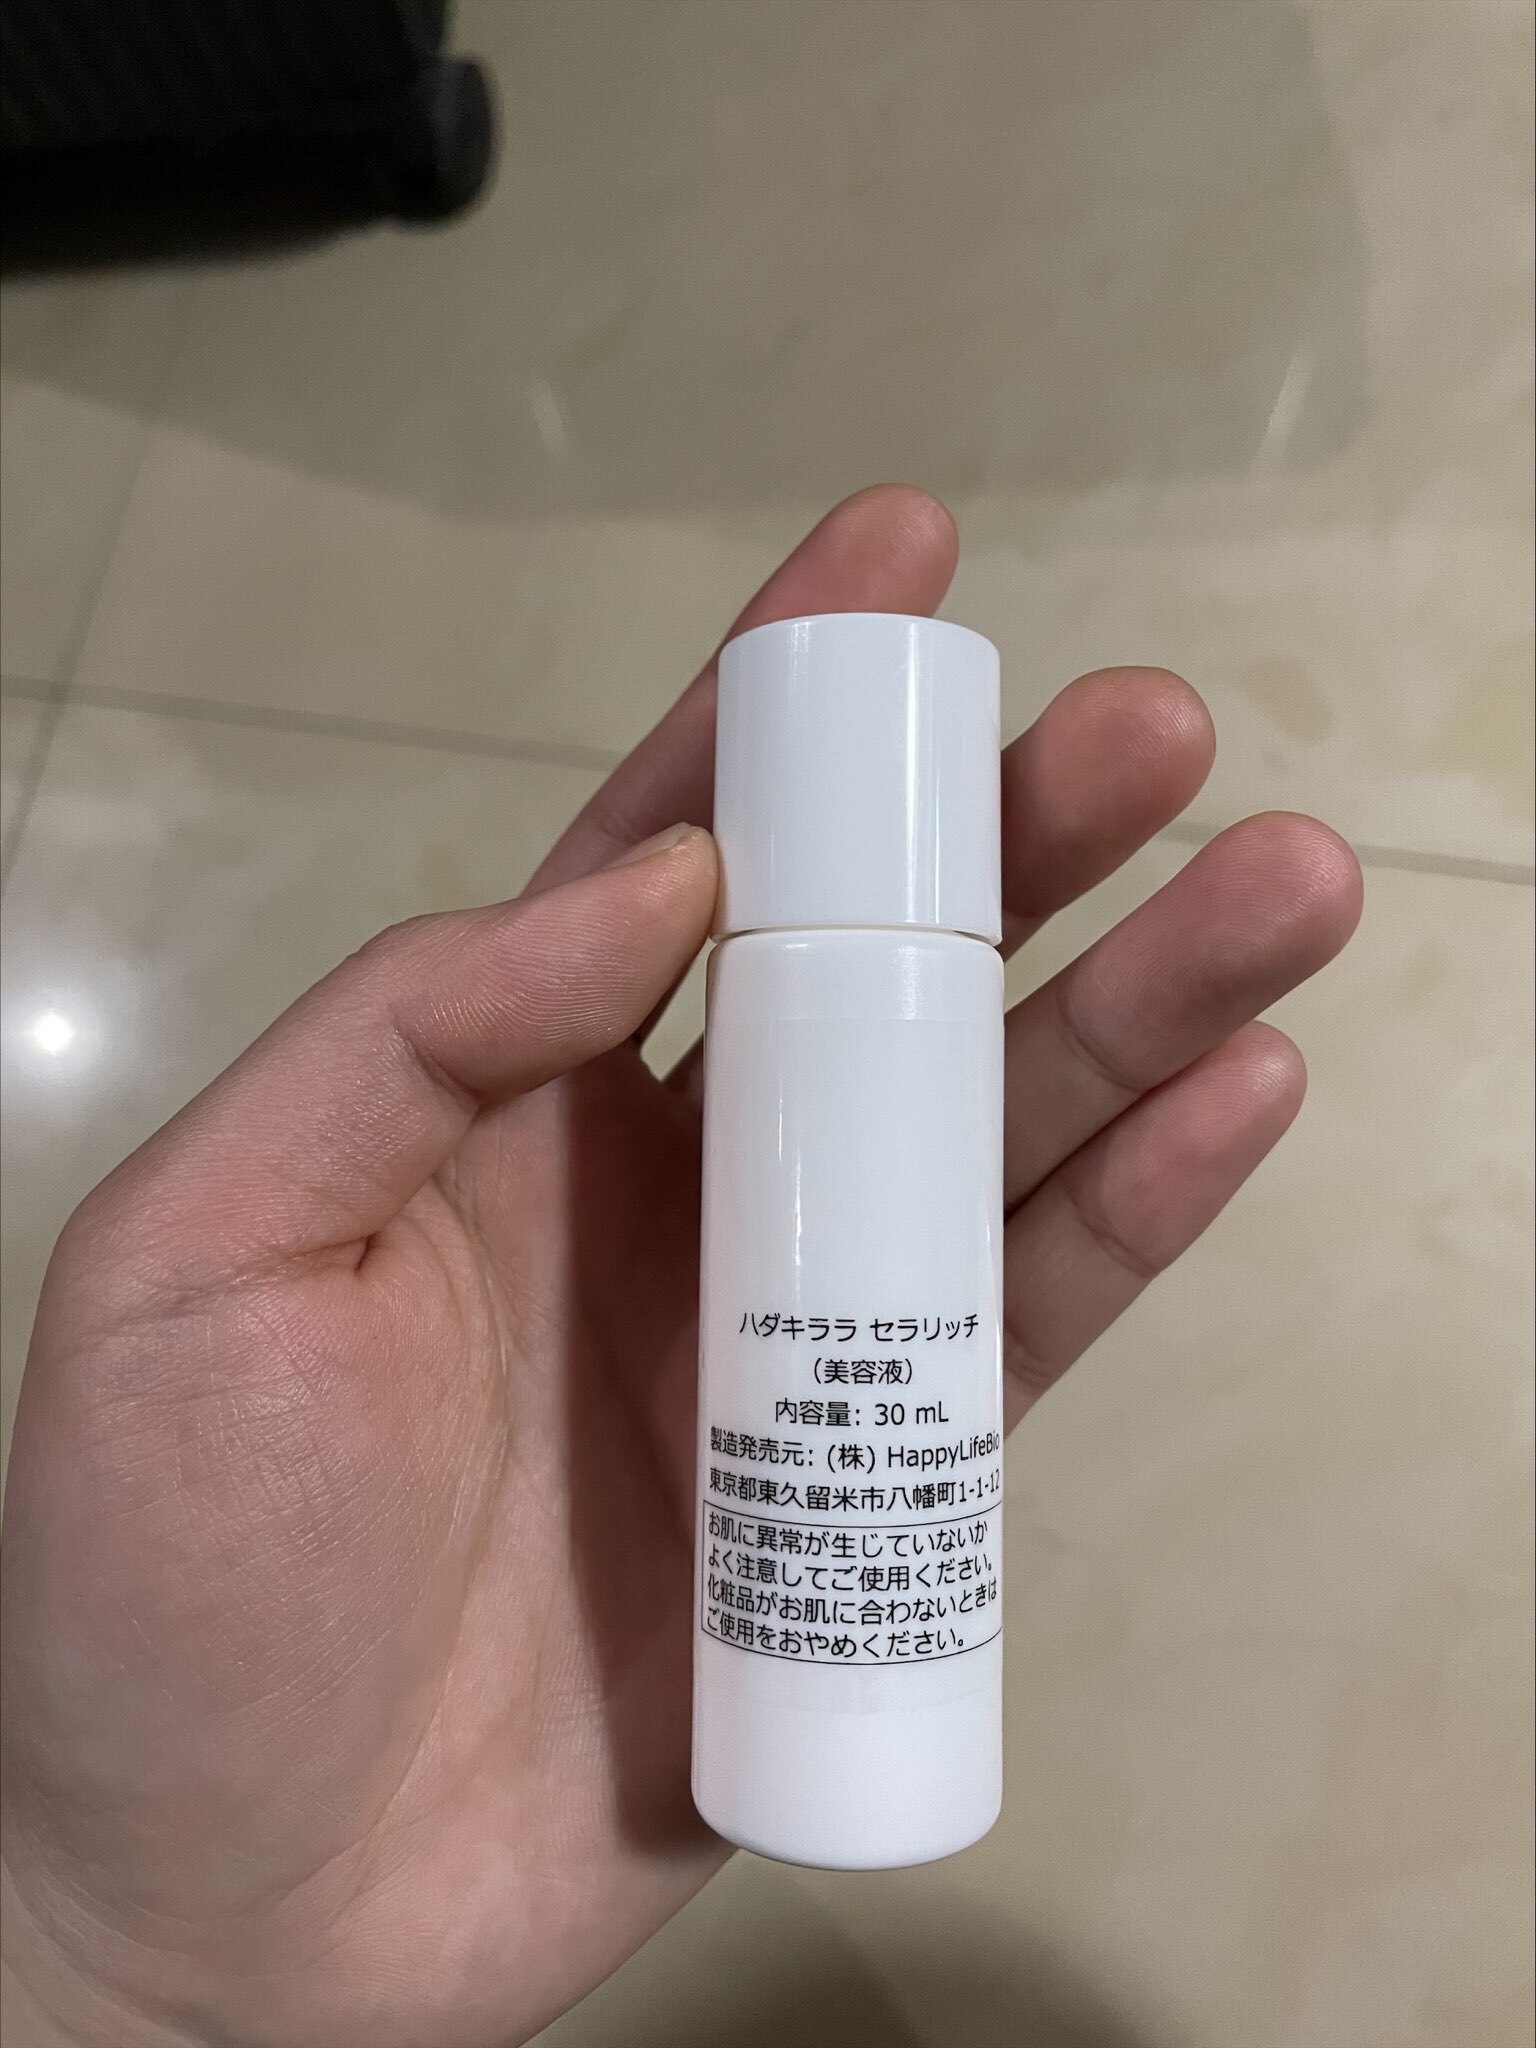 ハダキララ セラリッチ
（美容液）
内容量: 30 mL
製造発売元: (株) HappyLifeBio
東京都東久留米市八幡町1-1-12
お肌に異常が生じていないか
よく注意してご使用ください。
化粧品がお肌に合わないときは
ご使用をおやめください。